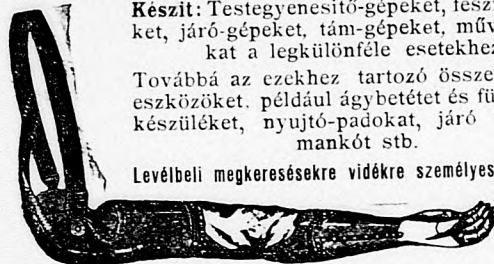 Készit: Testegyenesitő-gépeket, fesz
ket, járó-gépeket, tám-gépeket, műv
kat a legkülönféle esetekhez
Továbbá az ezekhez tartozó össze
eszközöket. például ágybetétet és fü
készüléket, nyujtó-padokat, járó
mankót stb.
Levélbeli megkeresésekre vidékre személyes